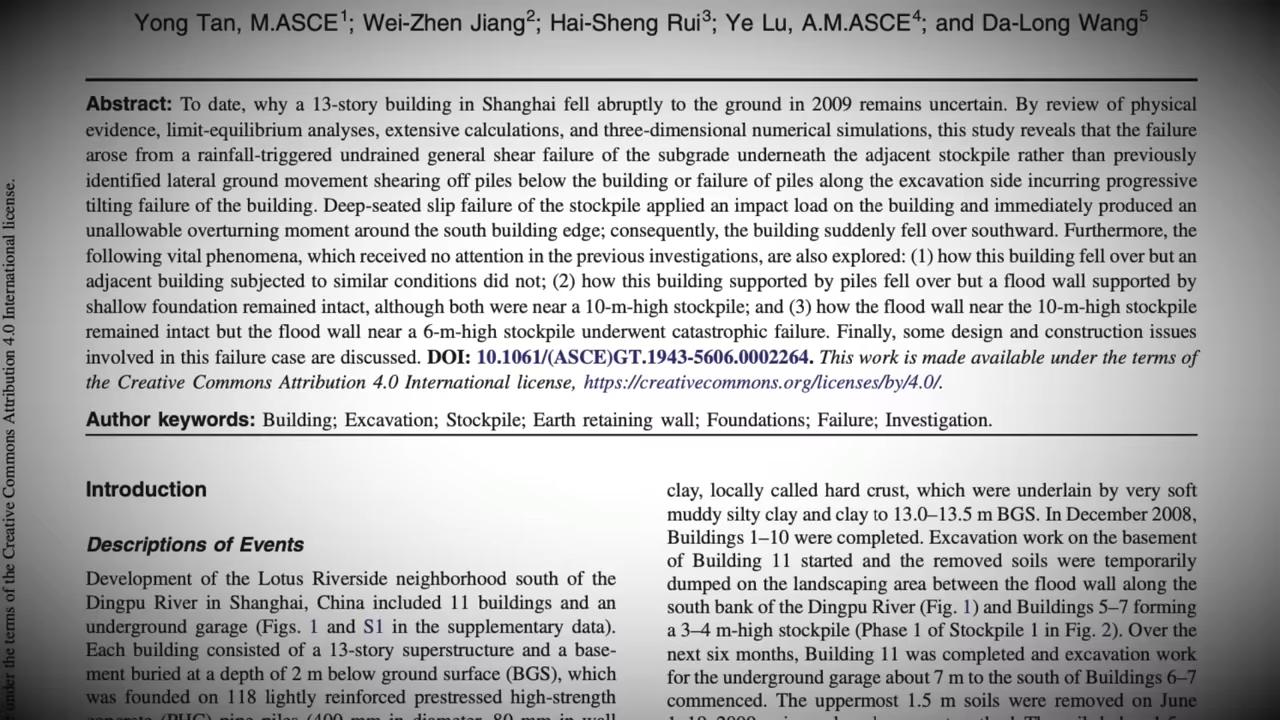 Yong Tan, M.ASCE1; Wei-Zhen Jiang2; Hai-Sheng Rui3; Ye Lu, A.M.ASCE4; and Da-Long Wang5
Abstract: To date, why a 13-story building in Shanghai fell abruptly to the ground in 2009 remains uncertain. By review of physical
evidence, limit-equilibrium analyses, extensive calculations, and three-dimensional numerical simulations, this study reveals that the failure
arose from a rainfall-triggered undrained general shear failure of the subgrade underneath the adjacent stockpile rather than previously
identified lateral ground movement shearing off piles below the building or failure of piles along the excavation side incurring progressive
tilting failure of the building. Deep-seated slip failure of the stockpile applied an impact load on the building and immediately produced an
unallowable overturning moment around the south building edge; consequently, the building suddenly fell over southward. Furthermore, the
following vital phenomena, which received no attention in the previous investigations, are also explored: (1) how this building fell over but an
adjacent building subjected to similar conditions did not; (2) how this building supported by piles fell over but a flood wall supported by
shallow foundation remained intact, although both were near a 10-m-high stockpile; and (3) how the flood wall near the 10-m-high stockpile
remained intact but the flood wall near a 6-m-high stockpile underwent catastrophic failure. Finally, some design and construction issues
involved in this failure case are discussed. DOI: 10.1061/(ASCE)GT.1943-5606.0002264. This work is made available under the terms of
the Creative Commons Attribution 4.0 International license, https://creativecommons.org/licenses/by/4.0/.
Author keywords: Building; Excavation; Stockpile; Earth retaining wall; Foundations; Failure; Investigation.
Introduction
Descriptions of Events
Development of the Lotus Riverside neighborhood south of the
Dingpu River in Shanghai, China included 11 buildings and an
underground garage (Figs. 1 and S1 in the supplementary data).
Each building consisted of a 13-story superstructure and a base-
ment buried at a depth of 2 m below ground surface (BGS), which
was founded on 118 lightly reinforced prestressed high-strength
clay, locally called hard crust, which were underlain by very soft
muddy silty clay and clay to 13.0–13.5 m BGS. In December 2008,
Buildings 1–10 were completed. Excavation work on the basement
of Building 11 started and the removed soils were temporarily
dumped on the landscaping area between the flood wall along the
south bank of the Dingpu River (Fig. 1) and Buildings 5–7 forming
a 3–4 m-high stockpile (Phase 1 of Stockpile 1 in Fig. 2). Over the
next six months, Building 11 was completed and excavation work
for the underground garage about 7 m to the south of Buildings 6–7
commenced. The uppermost 1.5 m soils were removed on June
under the terms of the Creative Commons Attribution 4.0 International license.